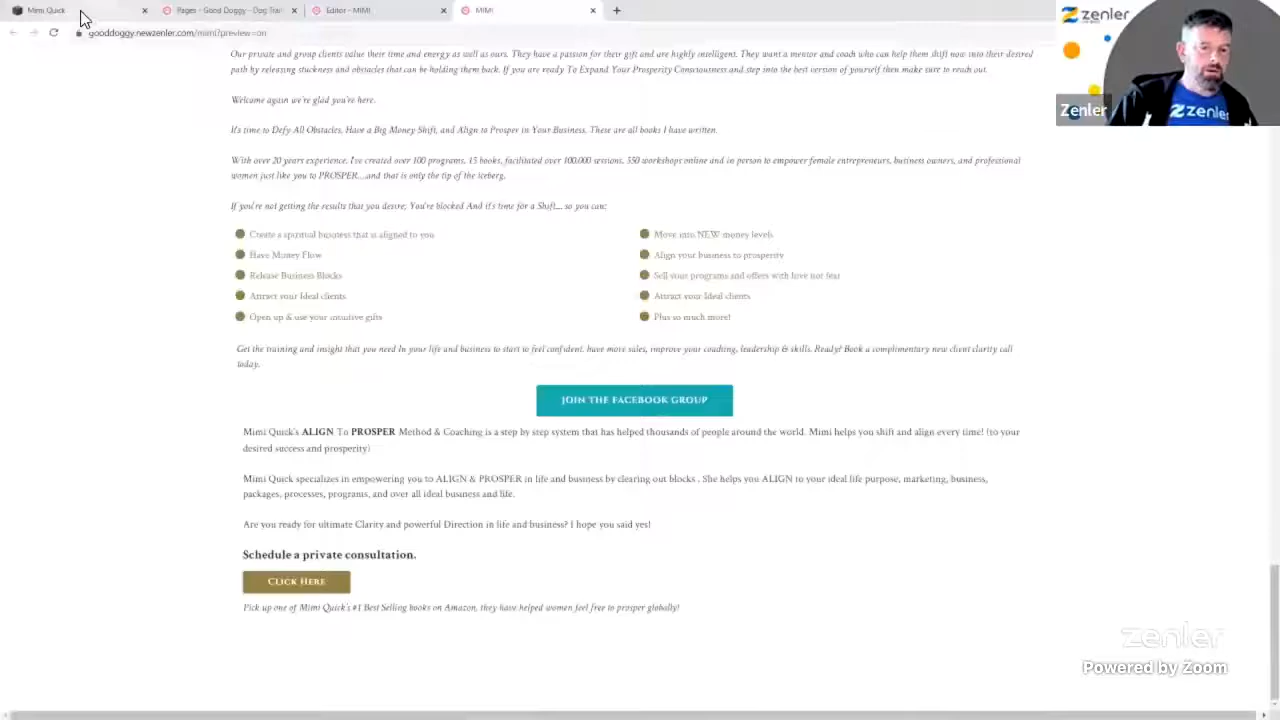 Mimi Quick
Pages - Good Doggy - Dog Train
Editor - MIMI
MIMI
gooddoggy.newzenler.com/mimi?preview=on
zenler
zenler
Zenler
Our private and group clients value their time and energy as well as ours. They have a passion for their gift and are highly intelligent. They want a mentor and coach who can help them shift now into their desired
path by releasing stuckness and obstacles that can be holding them back. If you are ready To Expand Your Prosperity Consciousness and step into the best version of yourself then make sure to reach out.
Welcome again we're glad you're here.
It's time to Defy All Obstacles, Have a Big Money Shift, and Align to Prosper in Your Business. These are all books I have written.
With over 20 years experience, I've created over 100 programs, 15 books, facilitated over 100,000 sessions, 550 workshops online and in person to empower female entrepreneurs, business owners, and professional
women just like you to PROSPER....and that is only the tip of the iceberg.
If you're not getting the results that you desire; You're blocked And it's time for a Shift.... so you can:
Create a spiritual business that is aligned to you
Have Money Flow
Release Business Blocks
Attract your Ideal clients
Open up & use your intuitive gifts
Move into NEW money levels
Align your business to prosperity
Sell your programs and offers with love not fear
Attract your Ideal clients
Plus so much more!
Get the training and insight that you need In your life and business to start to feel confident, have more sales, improve your coaching, leadership & skills. Ready? Book a complimentary new client clarity call
today.
JOIN THE FACEBOOK GROUP
Mimi Quick's ALIGN To PROSPER Method & Coaching is a step by step system that has helped thousands of people around the world. Mimi helps you shift and align every time! (to your
desired success and prosperity)
Mimi Quick specializes in empowering you to ALIGN & PROSPER in life and business by clearing out blocks . She helps you ALIGN to your ideal life purpose, marketing, business,
packages, processes, programs, and over all ideal business and life.
Are you ready for ultimate Clarity and powerful Direction in life and business? I hope you said yes!
Schedule a private consultation.
CLICK HERE
Pick up one of Mimi Quick's #1 Best Selling books on Amazon, they have helped women feel free to prosper globally!
zenler
Powered by Zoom